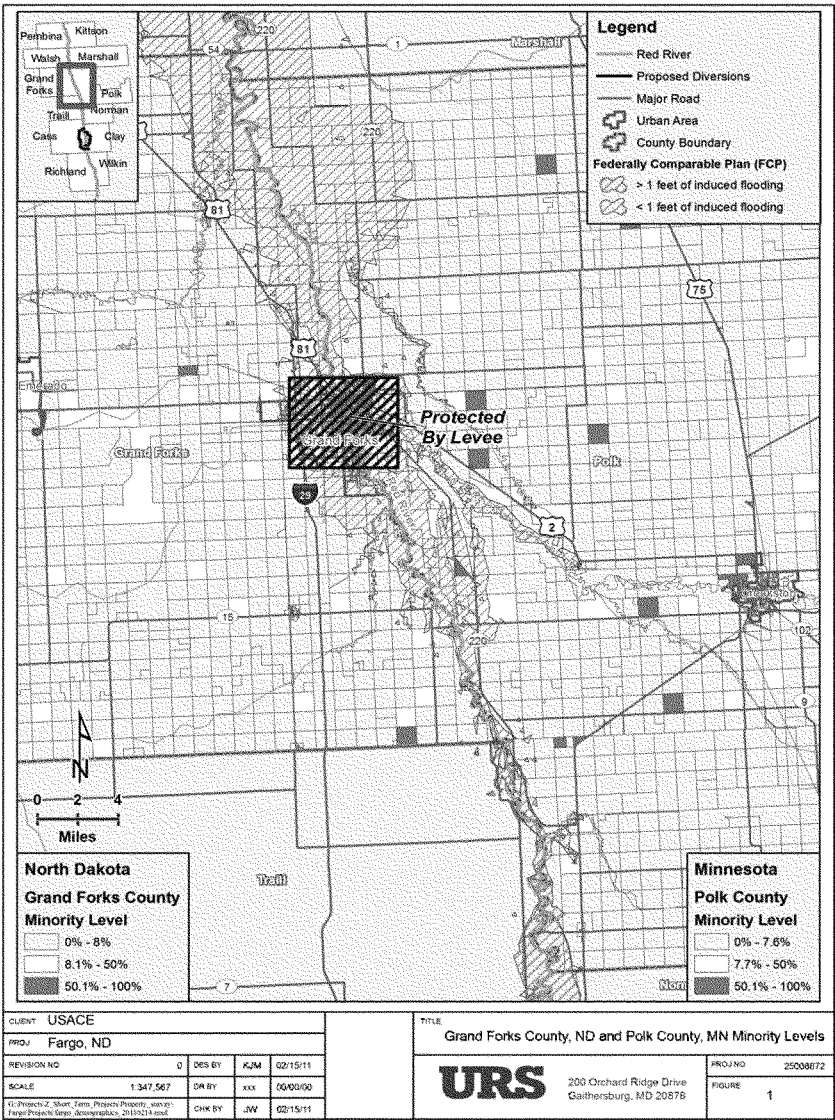 Pembina
Kittson
Walsh
Marshall
Grand Forks
Polk
Norman
Traill
Cass
Clay
Wilkin
Richland
220
54
1
Marshall
220
81
75
81
Emerado
Protected
By Levee
Grand Forks
Grand Forks
Polk
2
15
220
102
9
Traill
7
N
0 2 4
Miles
Legend
Red River
Proposed Diversions
Major Road
Urban Area
County Boundary
Federally Comparable Plan (FCP)
> 1 feet of induced flooding
< 1 feet of induced flooding
North Dakota
Grand Forks County
Minority Level
0% - 8%
8.1% - 50%
50.1% - 100%
Minnesota
Polk County
Minority Level
0% - 7.6%
7.7% - 50%
50.1% - 100%
CLIENT USACE
PROJ Fargo, ND
REVISION NO 0 DES BY KJM 02/15/11
SCALE 1:347,567 DR BY xxx 00/00/00
CHK BY JW 02/15/11
TITLE
Grand Forks County, ND and Polk County, MN Minority Levels
URS
200 Orchard Ridge Drive
Gaithersburg, MD 20878
PROJ NO 25008872
FIGURE 1